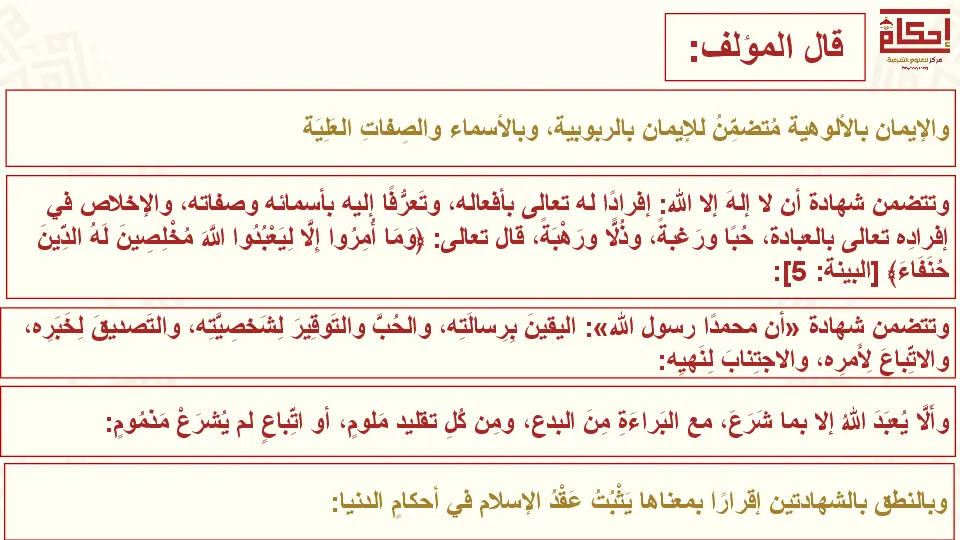 إحكام
مركز للعلوم الشرعية
قال المؤلف:
والإيمان بالألوهية مُتضمِّنُ للإيمان بالربوبية، وبالأسماء والصِفاتِ العَلِيَة
وتتضمن شهادة أن لا إلهَ إلا الله: إفرادًا له تعالى بأفعاله، وتَعرُّفًا إليه بأسمائه وصفاته، والإخلاص في
إفرادِه تعالى بالعبادة، حُبًا ورَغبةً، وذُلًّا ورَهْبَةً، قال تعالى: ﴿وَمَا أُمِرُوا إِلَّا لِيَعْبُدُوا اللَّهَ مُخْلِصِينَ لَهُ الدِّينَ
حُنَفَاءَ﴾ [البينة: 5]:
وتتضمن شهادة «أن محمدًا رسول الله»: اليقينَ بِرِسالَتِه، والحُبَّ والتَوقِيرَ لِشَخصِيَّتِه، والتَصديقَ لِخَبَرِه،
والاتِّباعَ لِأَمرِه، والاجتِنابَ لِنَهيِه:
وأَلَّا يُعبَدَ اللهُ إلا بما شَرَعَ، مع البَراءَةِ مِنَ البدع، ومِن كُلِ تقليد مَلومٍ، أو اتِّباعٍ لم يُشرَعْ مَذمُومٍ:
وبالنطق بالشهادتين إقرارًا بمعناها يَثْبُتُ عَقْدُ الإسلام في أحكامِ الدنيا: